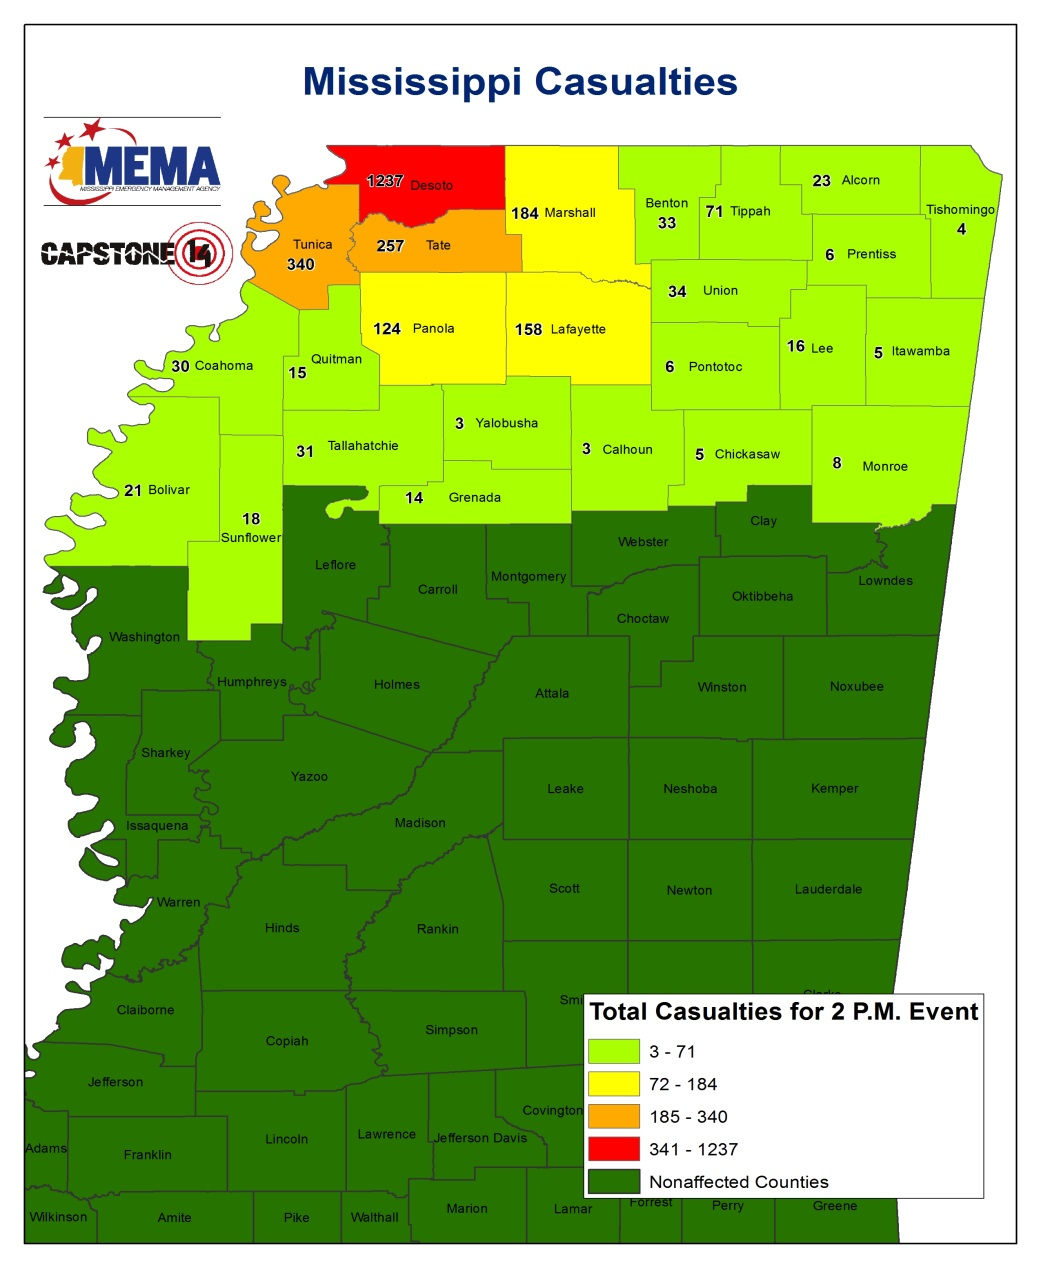 Mississippi Casualties
MEMA
MISSISSIPPI EMERGENCY MANAGEMENT AGENCY
CAPSTONE 14
1237 Desoto
184 Marshall
Benton
33
71 Tippah
23 Alcorn
Tishomingo
4
Tunica
340
257 Tate
6 Prentiss
34 Union
124 Panola
158 Lafayette
30 Coahoma
15 Quitman
6 Pontotoc
16 Lee
5 Itawamba
31 Tallahatchie
3 Yalobusha
3 Calhoun
5 Chickasaw
8 Monroe
21 Bolivar
18
Sunflower
14 Grenada
Leflore
Carroll
Montgomery
Webster
Clay
Lowndes
Choctaw
Oktibbeha
Washington
Humphreys
Holmes
Attala
Winston
Noxubee
Sharkey
Yazoo
Leake
Neshoba
Kemper
Issaquena
Madison
Warren
Hinds
Rankin
Scott
Newton
Lauderdale
Claiborne
Copiah
Simpson
Smi
Jefferson
Covington
Adams
Franklin
Lincoln
Lawrence
Jefferson Davis
Wilkinson
Amite
Pike
Walthall
Marion
Lamar
Forrest
Perry
Greene
Total Casualties for 2 P.M. Event
3 - 71
72 - 184
185 - 340
341 - 1237
Nonaffected Counties